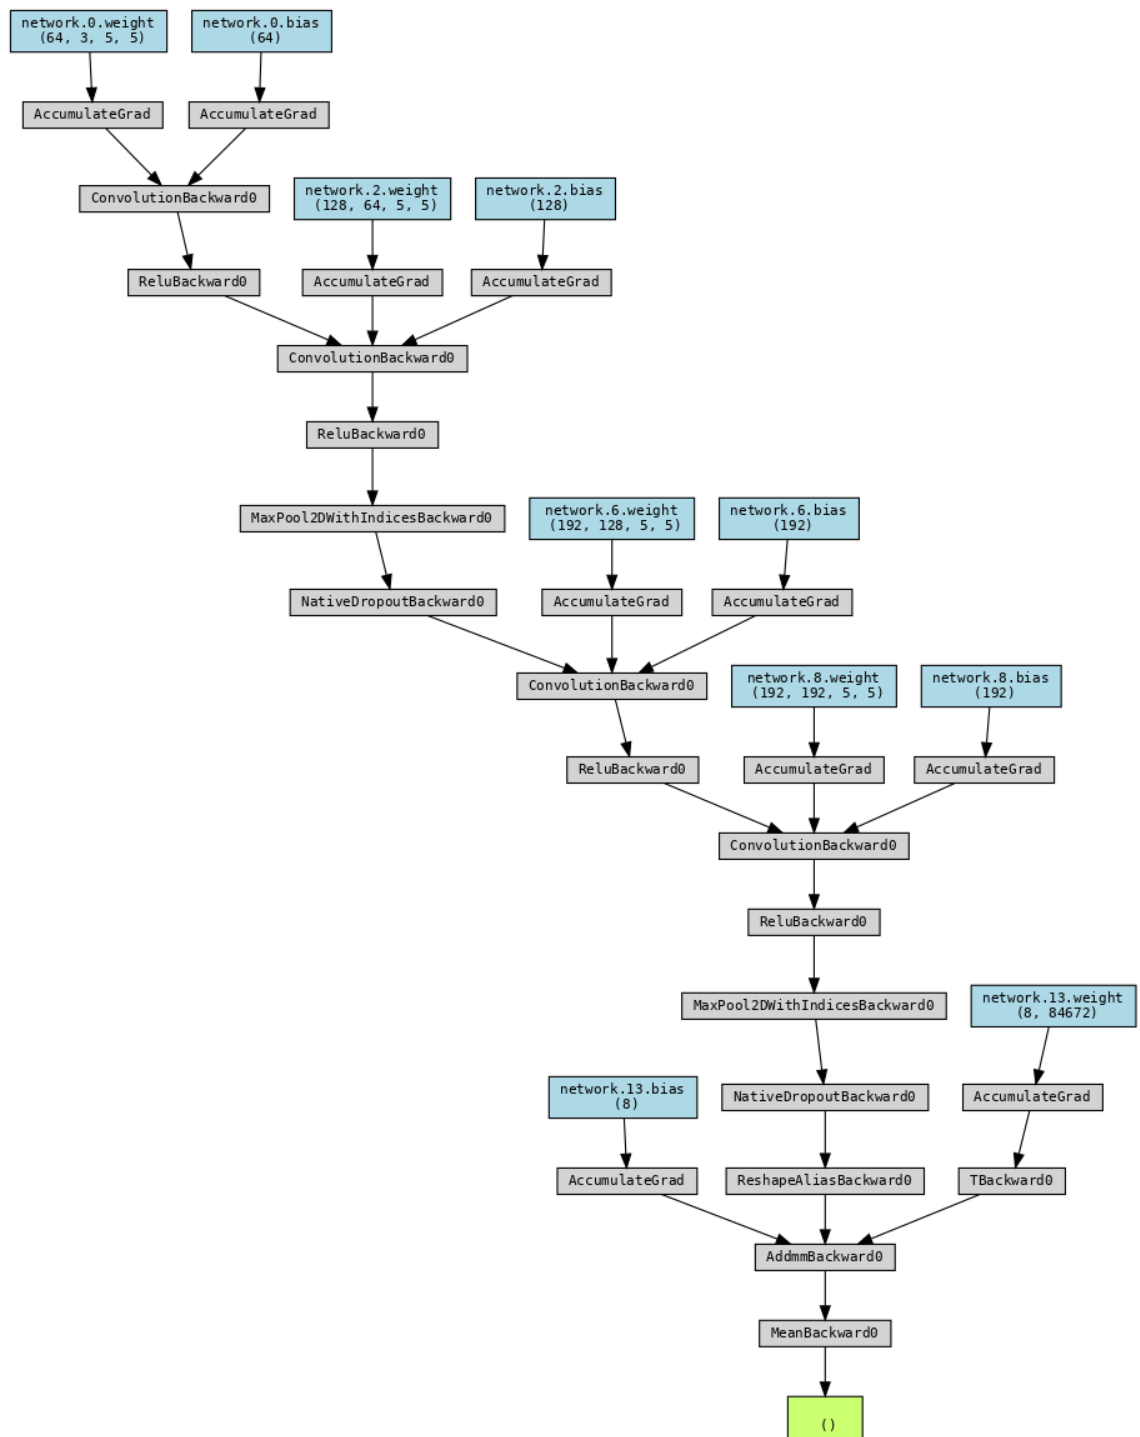 network.0.weight
(64, 3, 5, 5)
network.0.bias
(64)
AccumulateGrad
AccumulateGrad
ConvolutionBackward0
network.2.weight
(128, 64, 5, 5)
network.2.bias
(128)
ReluBackward0
AccumulateGrad
AccumulateGrad
ConvolutionBackward0
ReluBackward0
MaxPool2DWithIndicesBackward0
network.6.weight
(192, 128, 5, 5)
network.6.bias
(192)
NativeDropoutBackward0
AccumulateGrad
AccumulateGrad
ConvolutionBackward0
network.8.weight
(192, 192, 5, 5)
network.8.bias
(192)
ReluBackward0
AccumulateGrad
AccumulateGrad
ConvolutionBackward0
ReluBackward0
MaxPool2DWithIndicesBackward0
network.13.weight
(8, 84672)
network.13.bias
(8)
NativeDropoutBackward0
AccumulateGrad
AccumulateGrad
ReshapeAliasBackward0
TBackward0
AddmmBackward0
MeanBackward0
()